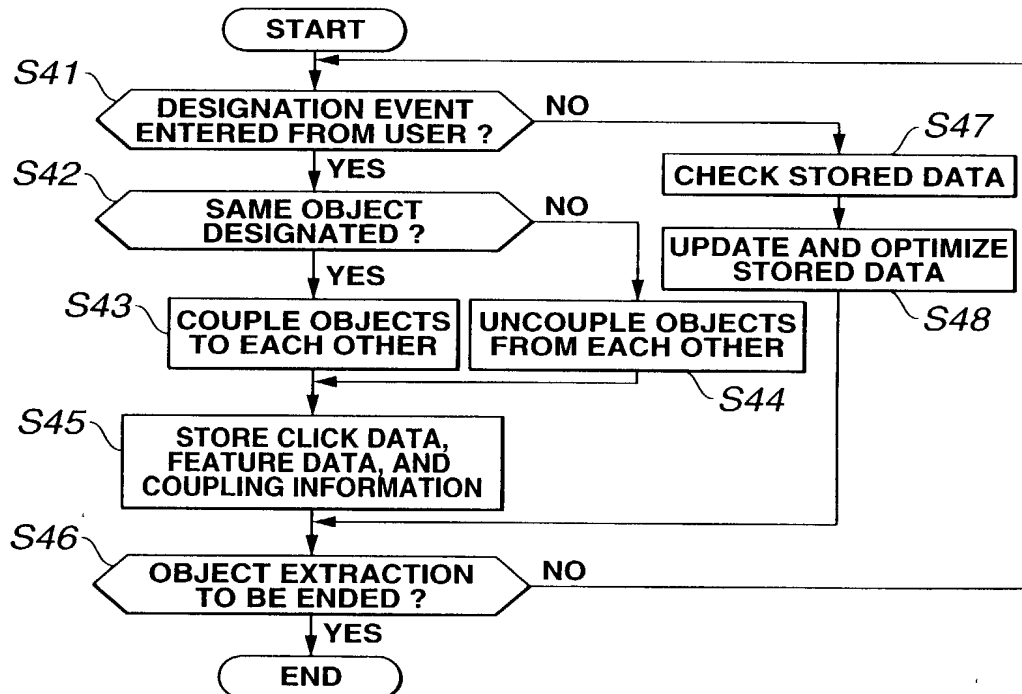 START
S41
DESIGNATION EVENT
ENTERED FROM USER ?
NO
YES
S47
CHECK STORED DATA
S42
SAME OBJECT
DESIGNATED ?
NO
YES
UPDATE AND OPTIMIZE
STORED DATA
S48
S43
COUPLE OBJECTS
TO EACH OTHER
UNCOUPLE OBJECTS
FROM EACH OTHER
S44
S45
STORE CLICK DATA,
FEATURE DATA, AND
COUPLING INFORMATION
S46
OBJECT EXTRACTION
TO BE ENDED ?
NO
YES
END